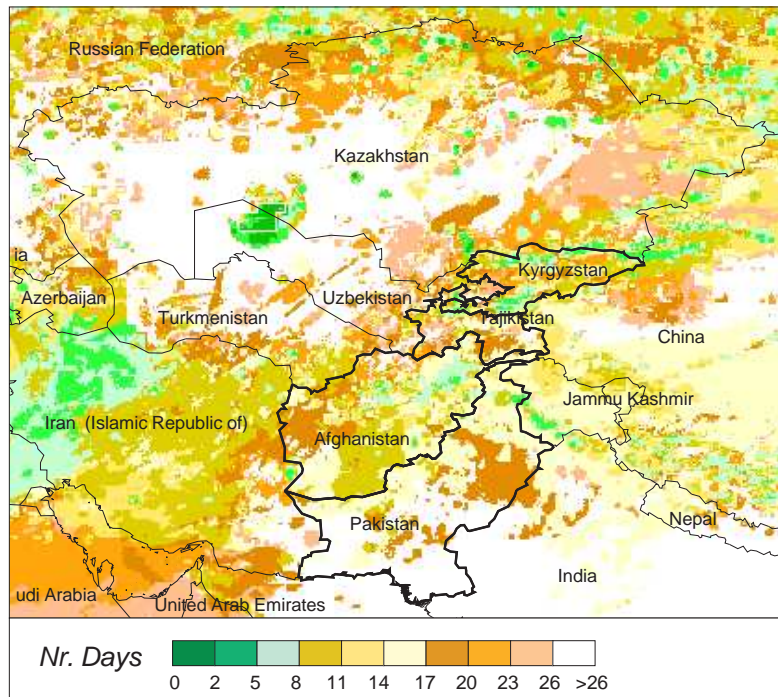 Russian Federation
Kazakhstan
ia
Kyrgyzstan
Azerbaijan
Uzbekistan
Turkmenistan
Tajikistan
China
Jammu Kashmir
Iran (Islamic Republic of)
Afghanistan
Pakistan
Nepal
India
udi Arabia
United Arab Emirates
Nr. Days
0 2 5 8 11 14 17 20 23 26 >26